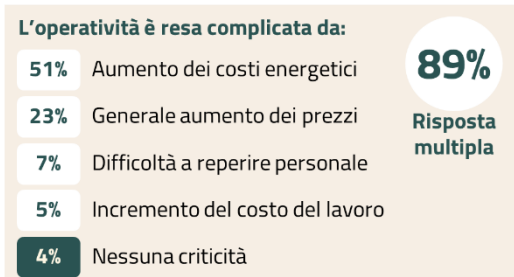 L'operatività è resa complicata da:
51% Aumento dei costi energetici
23% Generale aumento dei prezzi
7% Difficoltà a reperire personale
5% Incremento del costo del lavoro
4% Nessuna criticità
89%
Risposta
multipla